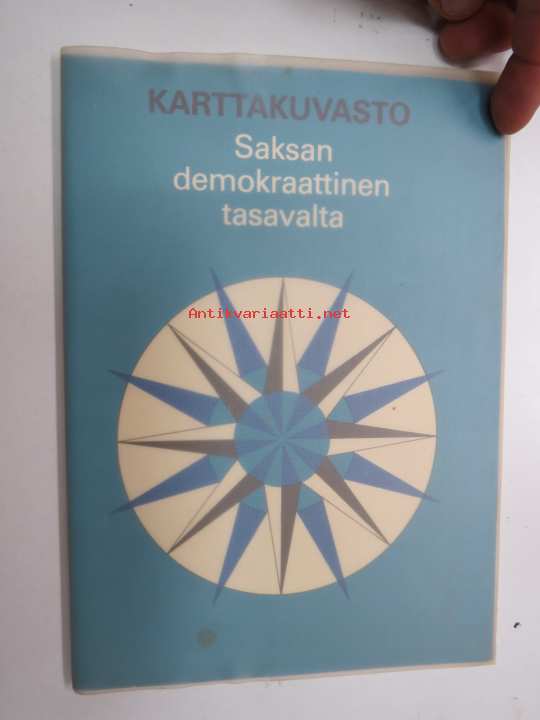 KARTTAKUVASTO
Saksan
demokraattinen
tasavalta
Antikvariaatti.net